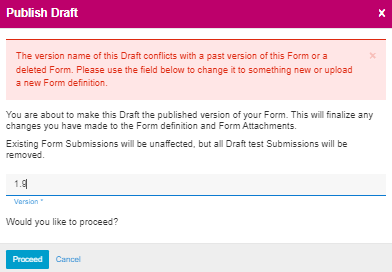 Publish Draft x
The version name of this Draft conflicts with a past version of this Form or a ×
deleted Form. Please use the field below to change it to something new or upload
a new Form definition.
You are about to make this Draft the published version of your Form. This will finalize any
changes you have made to the Form definition and Form Attachments.
Existing Form Submissions will be unaffected, but all Draft test Submissions will be
removed.
1.9
Version *
Would you like to proceed?
Proceed Cancel